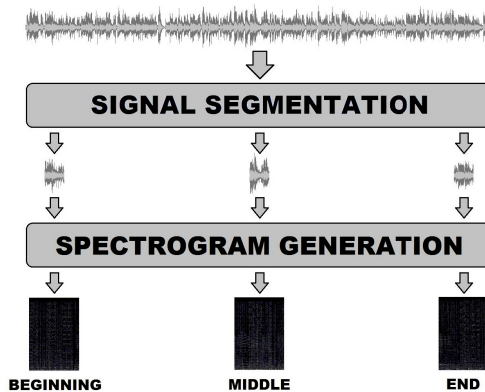 SIGNAL SEGMENTATION
SPECTROGRAM GENERATION
BEGINNING MIDDLE END